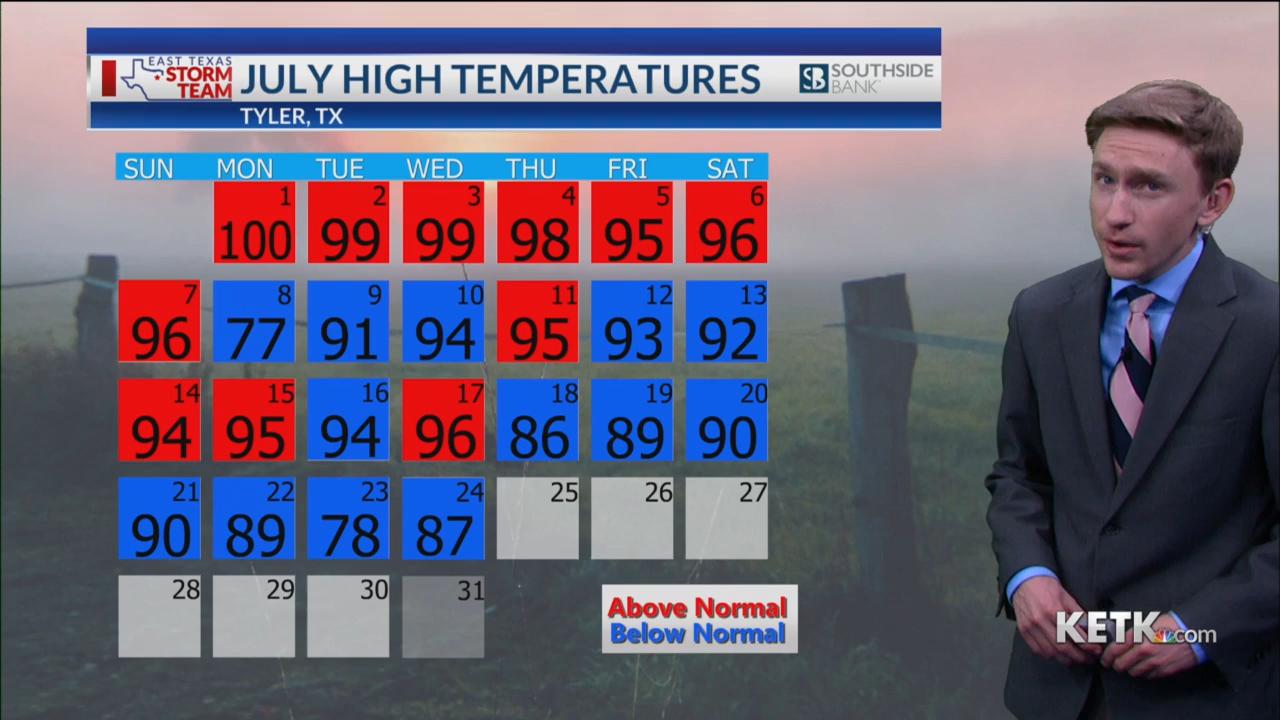 EAST TEXAS
STORM
TEAM
JULY HIGH TEMPERATURES
SOUTHSIDE
BANK
TYLER, TX
SUN MON TUE WED THU FRI SAT
1 2 3 4 5 6
100 99 99 98 95 96
7 8 9 10 11 12 13
96 77 91 94 95 93 92
14 15 16 17 18 19 20
94 95 94 96 86 89 90
21 22 23 24 25 26 27
90 89 78 87
28 29 30 31
Above Normal
Below Normal
KETK.com